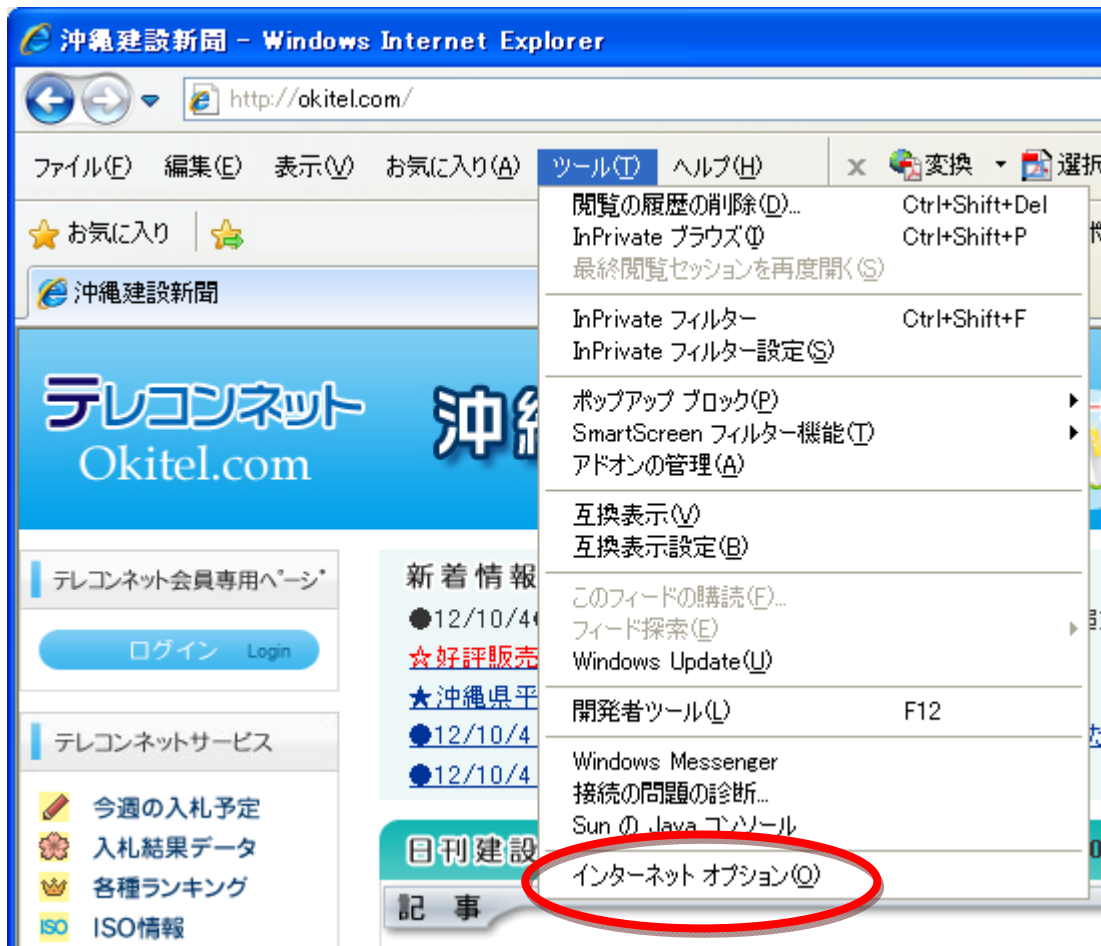 沖縄建設新聞 - Windows Internet Explorer
http://okitel.com/
ファイル(F) 編集(E) 表示(V) お気に入り(A) ツール(T) ヘルプ(H) x 変換 選択
お気に入り
沖縄建設新聞
閲覧の履歴の削除(D)... Ctrl+Shift+Del
InPrivate ブラウズ(I) Ctrl+Shift+P
最終閲覧セッションを再度開く(S)
InPrivate フィルター Ctrl+Shift+F
InPrivate フィルター設定(S)
ポップアップ ブロック(P)
SmartScreen フィルター機能(T)
アドオンの管理(A)
互換表示(V)
互換表示設定(B)
このフィードの購読(F)...
フィード探索(E)
Windows Update(U)
開発者ツール(L) F12
Windows Messenger
接続の問題の診断...
Sun の Java コンソール
インターネット オプション(O)
テレコンネット
Okitel.com
沖縄
テレコンネット会員専用ページ
ログイン Login
テレコンネットサービス
今週の入札予定
入札結果データ
各種ランキング
ISO ISO情報
新着情報
●12/10/4
☆好評販売
★沖縄県平
●12/10/4
●12/10/4
日刊建設
記 事